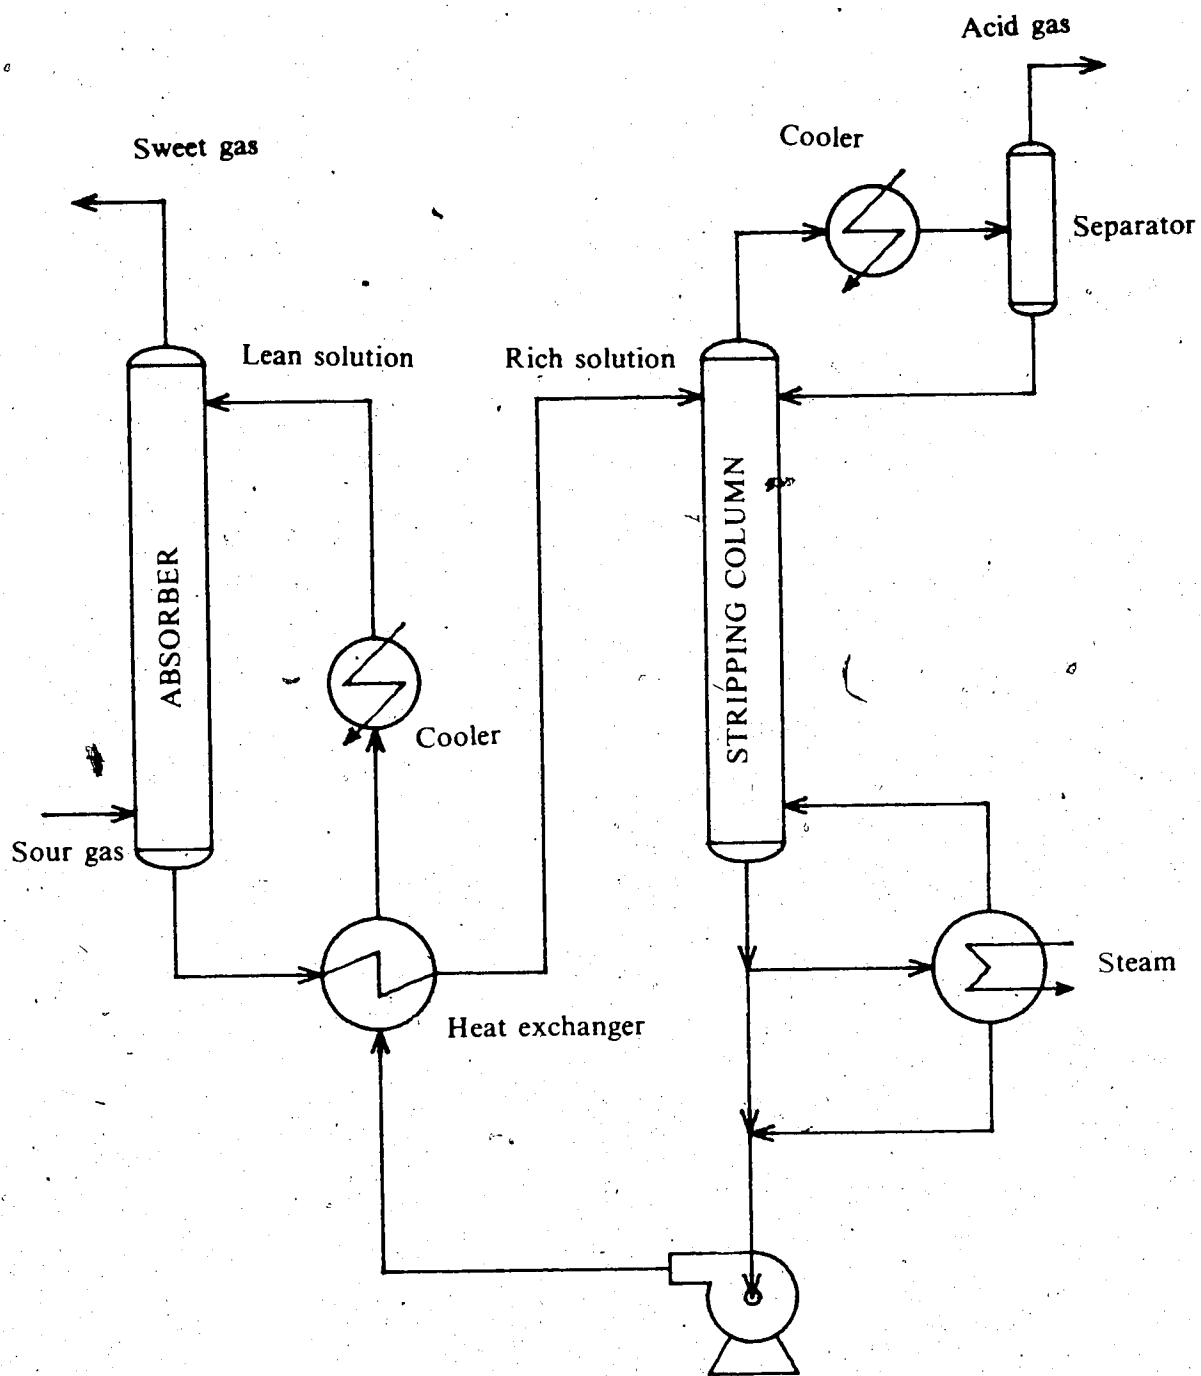 Acid gas
Cooler
Sweet gas
Separator
Lean solution
Rich solution
ABSORBER
STRIPPING COLUMN
Cooler
Sour gas
Steam
Heat exchanger